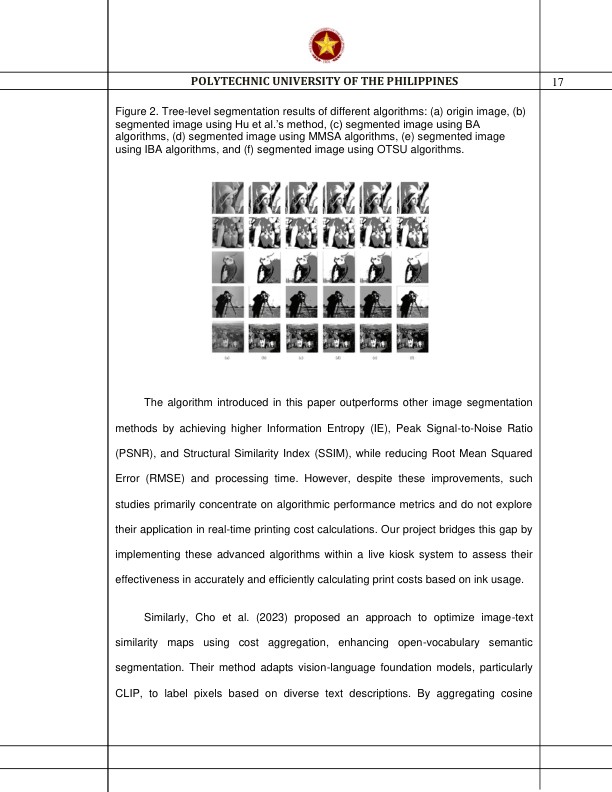 POLYTECHNIC UNIVERSITY OF THE PHILIPPINES
17
Figure 2. Tree-level segmentation results of different algorithms: (a) origin image, (b)
segmented image using Hu et al.'s method, (c) segmented image using BA
algorithms, (d) segmented image using MMSA algorithms, (e) segmented image
using IBA algorithms, and (f) segmented image using OTSU algorithms.
(a) (b) (c) (d) (e) (f)
The algorithm introduced in this paper outperforms other image segmentation
methods by achieving higher Information Entropy (IE), Peak Signal-to-Noise Ratio
(PSNR), and Structural Similarity Index (SSIM), while reducing Root Mean Squared
Error (RMSE) and processing time. However, despite these improvements, such
studies primarily concentrate on algorithmic performance metrics and do not explore
their application in real-time printing cost calculations. Our project bridges this gap by
implementing these advanced algorithms within a live kiosk system to assess their
effectiveness in accurately and efficiently calculating print costs based on ink usage.
Similarly, Cho et al. (2023) proposed an approach to optimize image-text
similarity maps using cost aggregation, enhancing open-vocabulary semantic
segmentation. Their method adapts vision-language foundation models, particularly
CLIP, to label pixels based on diverse text descriptions. By aggregating cosine